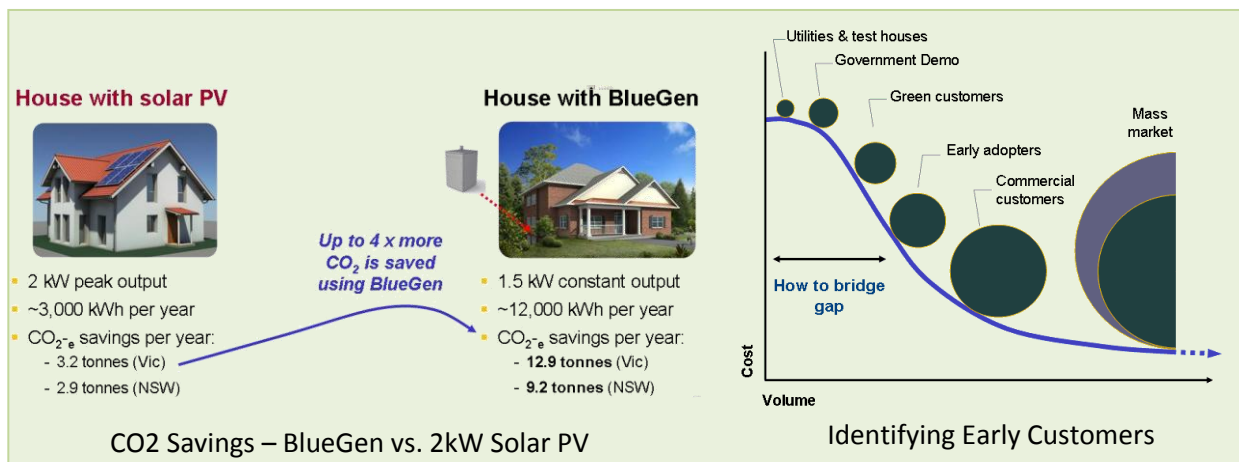 House with solar PV
2 kW peak output
~3,000 kWh per year
CO2-e savings per year:
- 3.2 tonnes (Vic)
- 2.9 tonnes (NSW)
Up to 4 x more
CO2 is saved
using BlueGen
House with BlueGen
1.5 kW constant output
~12,000 kWh per year
CO2-e savings per year:
- 12.9 tonnes (Vic)
- 9.2 tonnes (NSW)
CO2 Savings – BlueGen vs. 2kW Solar PV
Utilities & test houses
Government Demo
Green customers
Early adopters
Commercial
customers
Mass
market
How to bridge
gap
Cost
Volume
Identifying Early Customers